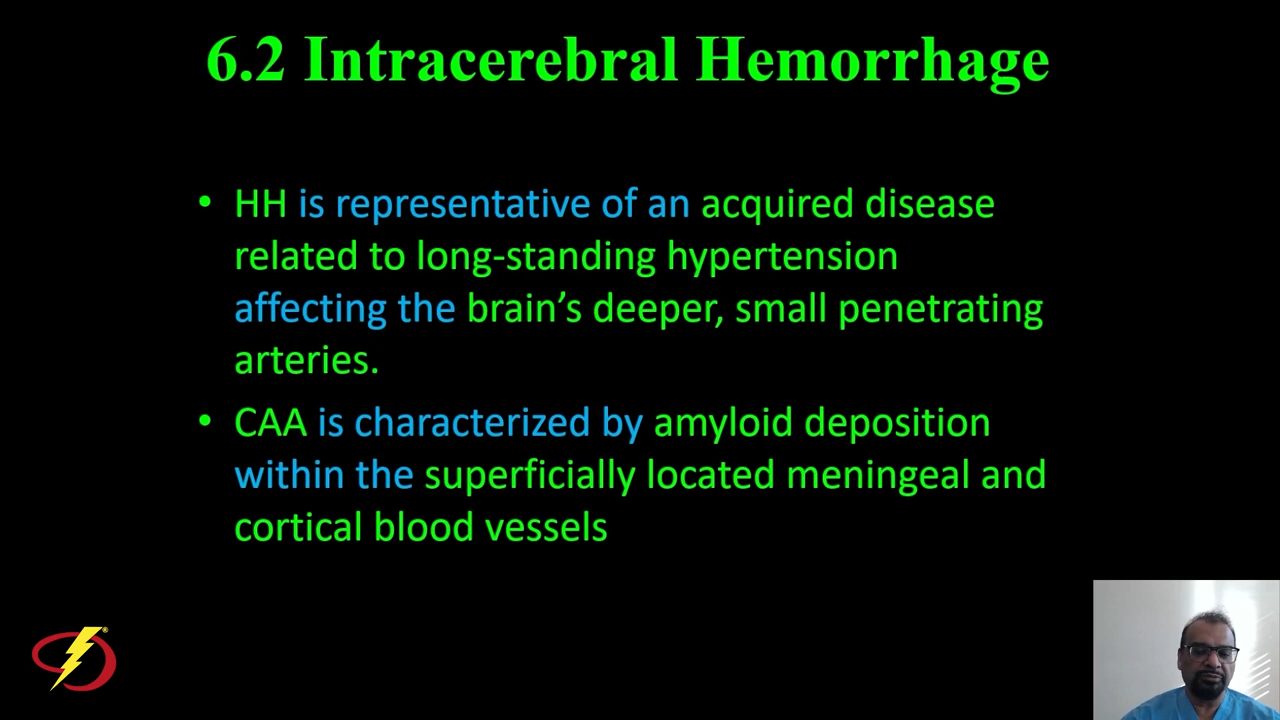 6.2 Intracerebral Hemorrhage
• HH is representative of an acquired disease
related to long-standing hypertension
affecting the brain’s deeper, small penetrating
arteries.
• CAA is characterized by amyloid deposition
within the superficially located meningeal and
cortical blood vessels
®